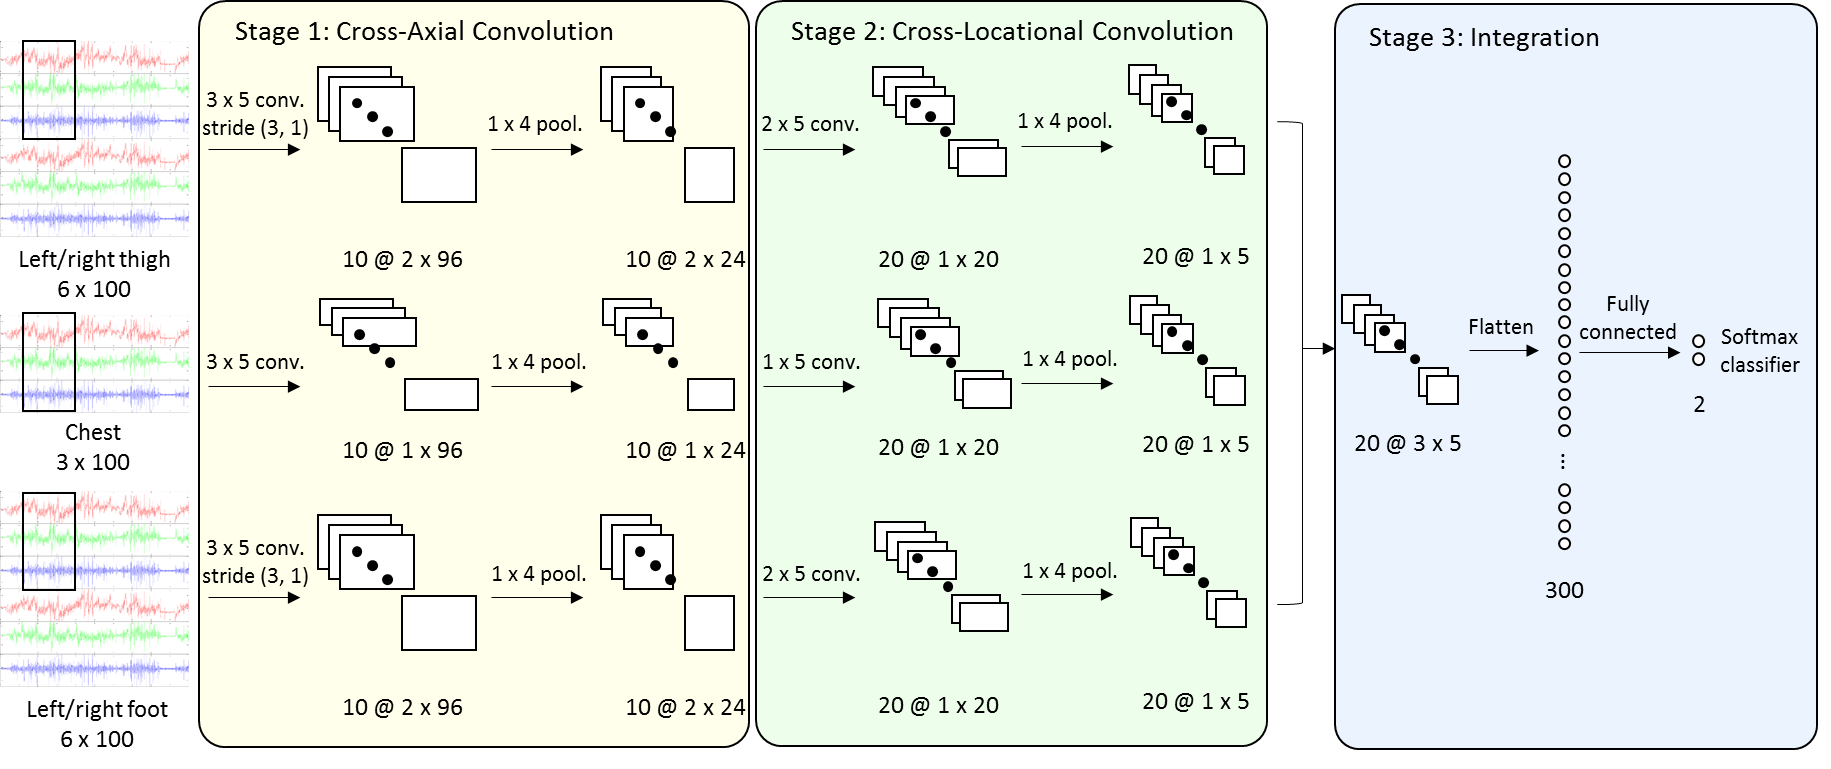 Stage 1: Cross-Axial Convolution
Stage 2: Cross-Locational Convolution
Stage 3: Integration
3 x 5 conv.
stride (3, 1)
1 x 4 pool.
2 x 5 conv.
1 x 4 pool.
Left/right thigh
6 x 100
10 @ 2 x 96
10 @ 2 x 24
20 @ 1 x 20
20 @ 1 x 5
3 x 5 conv.
1 x 4 pool.
1 x 5 conv.
1 x 4 pool.
Chest
3 x 100
10 @ 1 x 96
10 @ 1 x 24
20 @ 1 x 20
20 @ 1 x 5
3 x 5 conv.
stride (3, 1)
1 x 4 pool.
2 x 5 conv.
1 x 4 pool.
Left/right foot
6 x 100
10 @ 2 x 96
10 @ 2 x 24
20 @ 1 x 20
20 @ 1 x 5
20 @ 3 x 5
Flatten
300
Fully
connected
Softmax
classifier
2